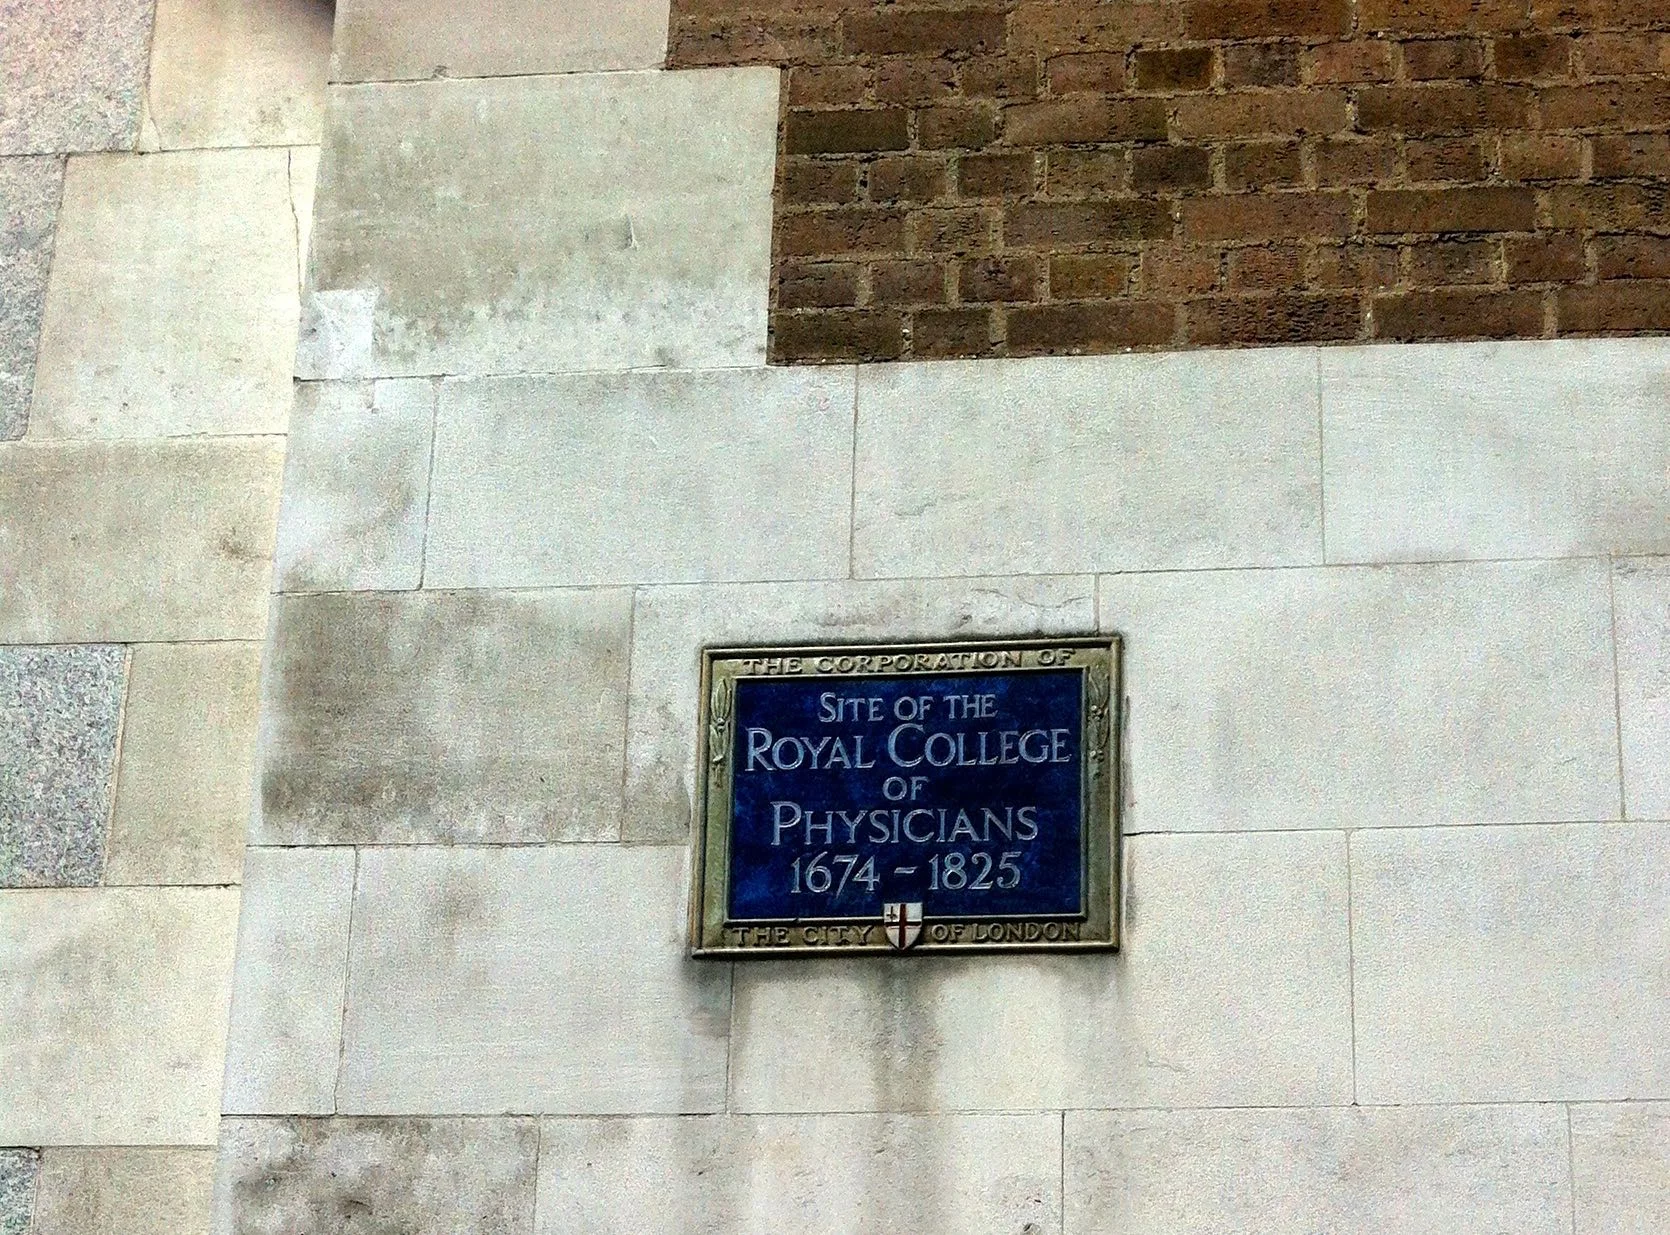 THE CORPORATION OF
SITE OF THE
ROYAL COLLEGE
OF
PHYSICIANS
1674 - 1825
THE CITY OF LONDON